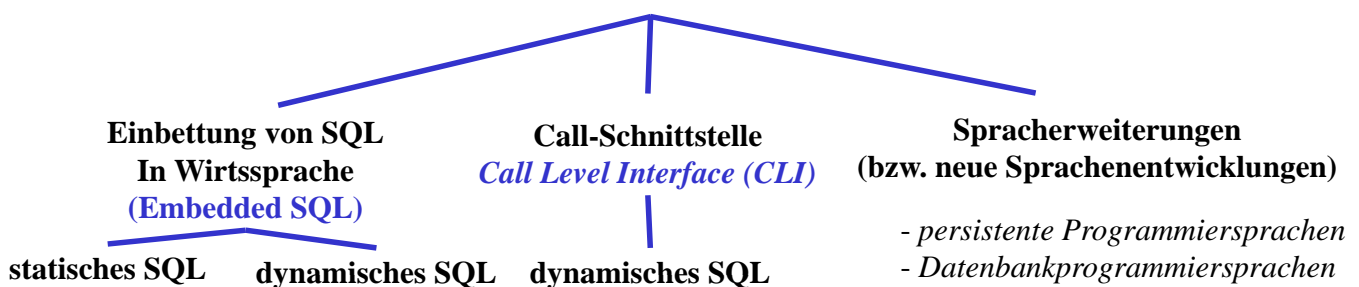 Einbettung von SQL
In Wirtssprache
(Embedded SQL)
statisches SQL
dynamisches SQL
Call-Schnittstelle
Call Level Interface (CLI)
dynamisches SQL
Spracherweiterungen
(bzw. neue Sprachenentwicklungen)
- persistente Programmiersprachen
- Datenbankprogrammiersprachen